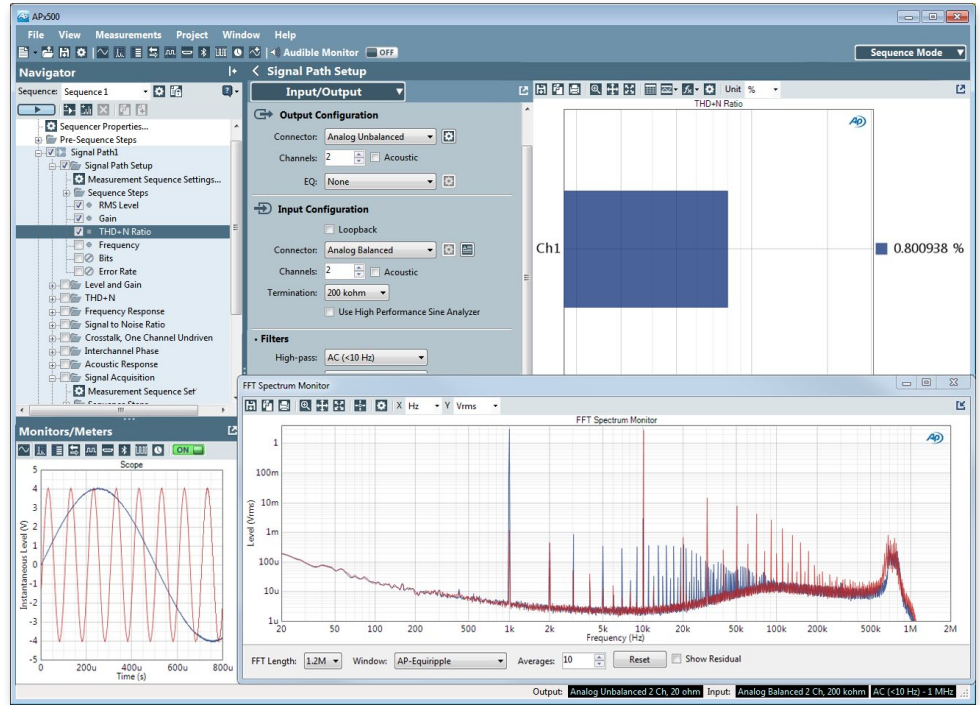 APx500
File View Measurements Project Window Help
Audible Monitor OFF
Sequence Mode
Navigator
Sequence: Sequence 1
Sequencer Properties...
Pre-Sequence Steps
Signal Path1
Signal Path Setup
Measurement Sequence Settings...
Sequence Steps
RMS Level
Gain
THD+N Ratio
Frequency
Bits
Error Rate
Level and Gain
THD+N
Frequency Response
Signal to Noise Ratio
Crosstalk, One Channel Undriven
Interchannel Phase
Acoustic Response
Signal Acquisition
Measurement Sequence Set
Signal Path Setup
Input/Output
Output Configuration
Connector: Analog Unbalanced
Channels: 2 Acoustic
EQ: None
Input Configuration
Loopback
Connector: Analog Balanced
Channels: 2 Acoustic
Termination: 200 kohm
Use High Performance Sine Analyzer
Filters
High-pass: AC (<10 Hz)
Unit %
THD+N Ratio
AP
Ch1
0.800938 %
Monitors/Meters
ON
Scope
Instantaneous Level (V)
5
4
3
2
1
0
-1
-2
-3
-4
-5
0 200u 400u 600u 800u
Time (s)
FFT Spectrum Monitor
X Hz Y Vrms
FFT Spectrum Monitor
AP
Level (Vrms)
1
100m
10m
1m
100u
10u
1u
20 50 100 200 500 1k 2k 5k 10k 20k 50k 100k 200k 500k 1M 2M
Frequency (Hz)
FFT Length: 1.2M Window: AP-Equiripple Averages: 10 Reset Show Residual
Output: Analog Unbalanced 2 Ch, 20 ohm Input: Analog Balanced 2 Ch, 200 kohm AC (<10 Hz) - 1 MHz